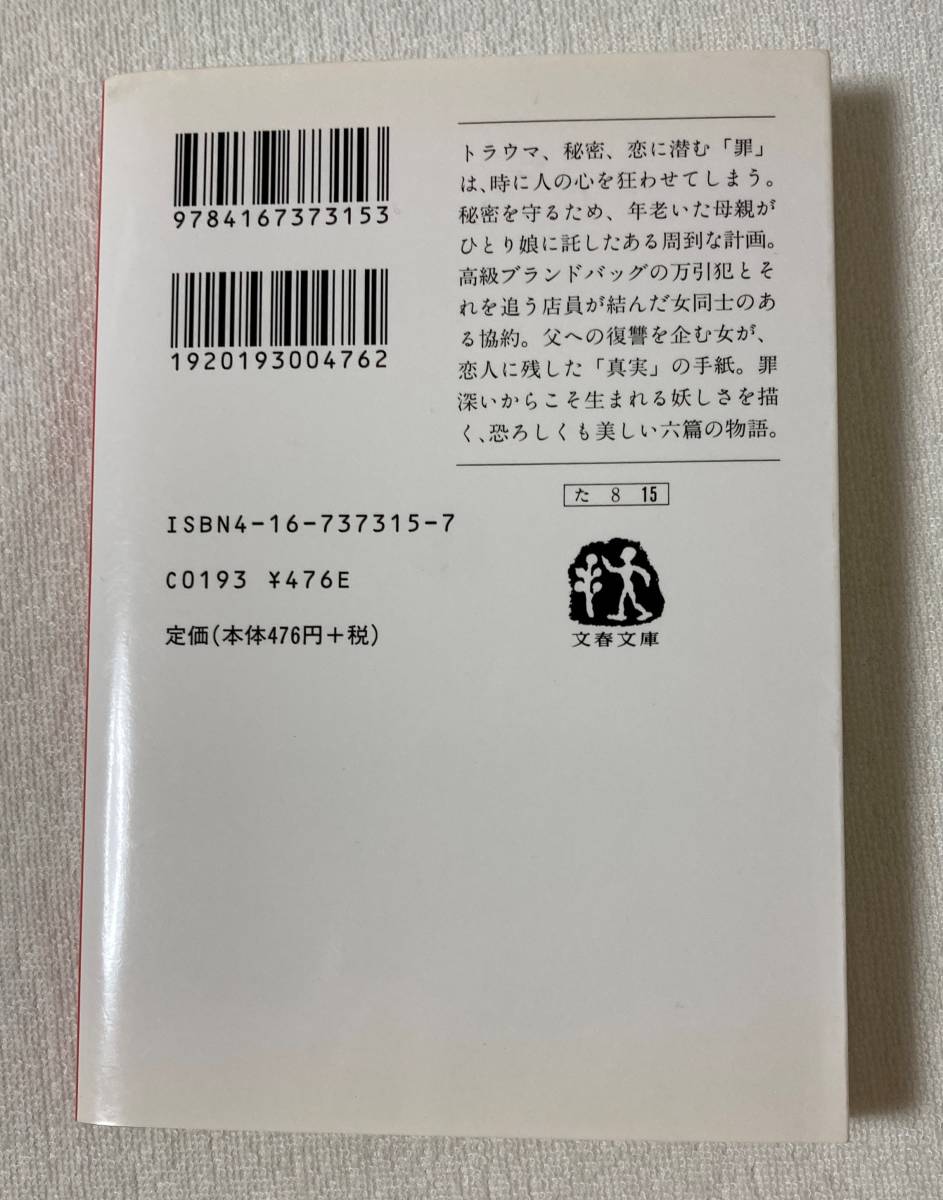 9784167373153
1920193004762
トラウマ、秘密、恋に潜む「罪」
は、時に人の心を狂わせてしまう。
秘密を守るため、年老いた母親が
ひとり娘に託したある周到な計画。
高級ブランドバッグの万引犯とそ
れを追う店員が結んだ女同士のあ
る協約。父への復讐を企む女が、
恋人に残した「真実」の手紙。罪
深いからこそ生まれる妖しさを描
く、恐ろしくも美しい六篇の物語。
た 8 15
ISBN4-16-737315-7
C0193 ¥476E
定価(本体476円+税)
文春文庫